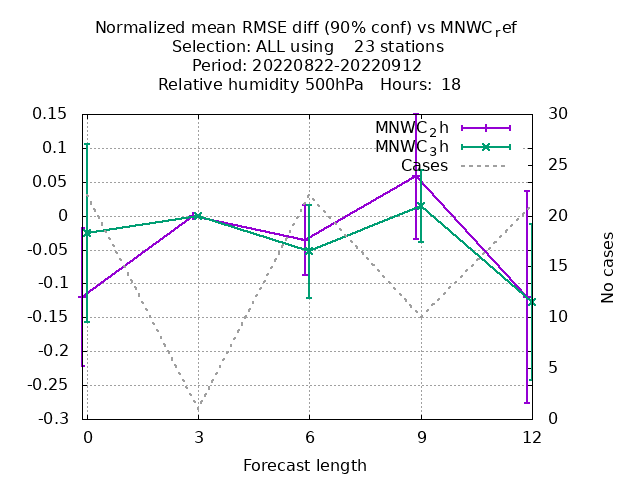 Normalized mean RMSE diff (90% conf) vs MNWC_ref
Selection: ALL using    23 stations
Period: 20220822-20220912
Relative humidity 500hPa   Hours:  18
MNWC_2h
MNWC_3h
Cases
0.15
0.1
0.05
0
-0.05
-0.1
-0.15
-0.2
-0.25
-0.3
30
25
20
15
10
5
0
No cases
0 3 6 9 12
Forecast length